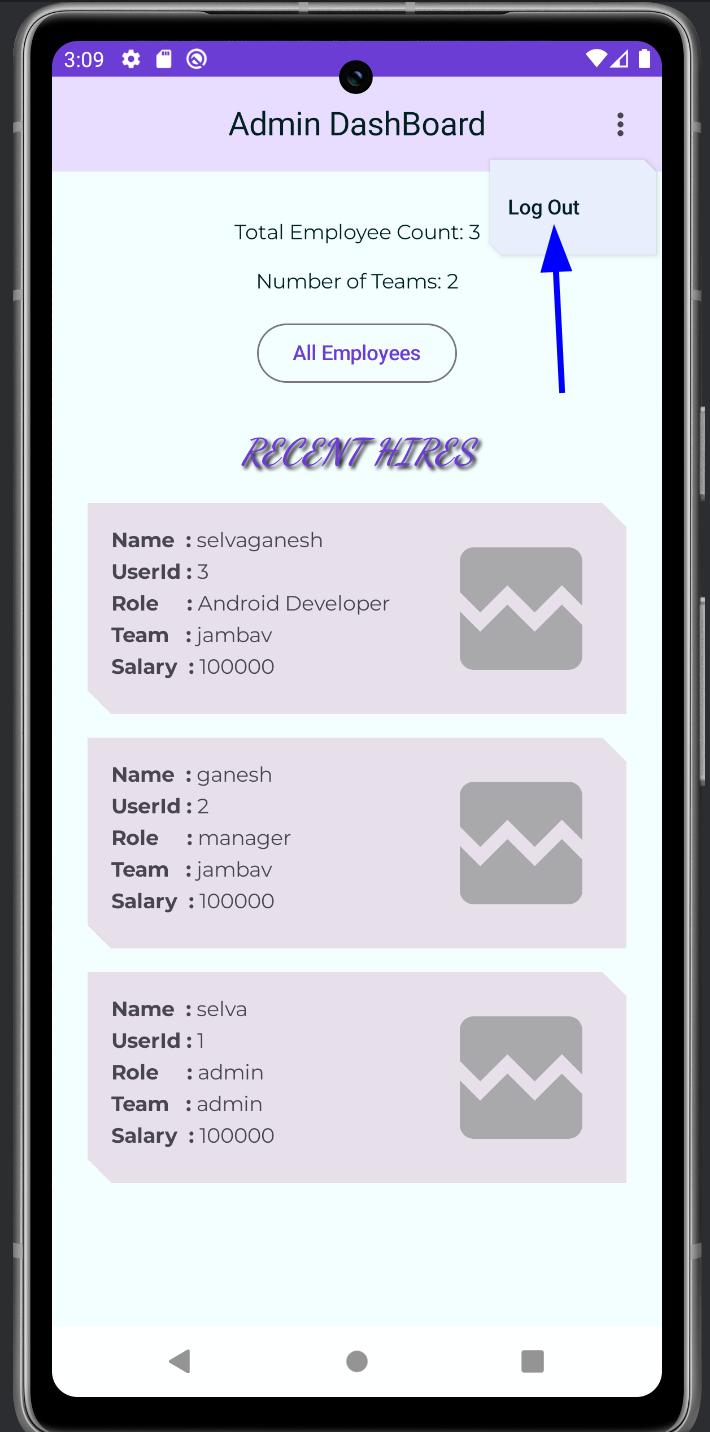 3:09
Admin DashBoard
Log Out
Total Employee Count: 3
Number of Teams: 2
All Employees
RECENT HIRES
Name : selvaganesh
UserId : 3
Role : Android Developer
Team : jambav
Salary : 100000
Name : ganesh
UserId : 2
Role : manager
Team : jambav
Salary : 100000
Name : selva
UserId : 1
Role : admin
Team : admin
Salary : 100000